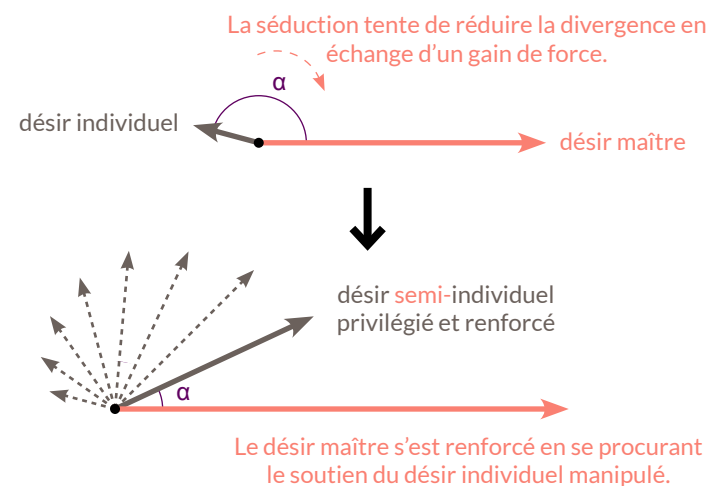 La séduction tente de réduire la divergence en
échange d’un gain de force.
α
désir individuel
désir maître
désir semi-individuel
privilégié et renforcé
α
Le désir maître s’est renforcé en se procurant
le soutien du désir individuel manipulé.